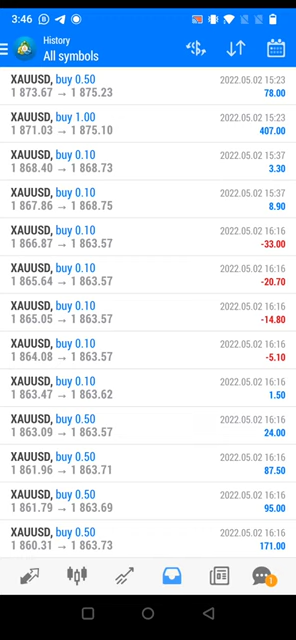 3:46
History
All symbols
XAUUSD, buy 0.50 2022.05.02 15:23
1 873.67 → 1 875.23 78.00
XAUUSD, buy 1.00 2022.05.02 15:23
1 871.03 → 1 875.10 407.00
XAUUSD, buy 0.10 2022.05.02 15:37
1 868.40 → 1 868.73 3.30
XAUUSD, buy 0.10 2022.05.02 15:37
1 867.86 → 1 868.75 8.90
XAUUSD, buy 0.10 2022.05.02 16:16
1 866.87 → 1 863.57 -33.00
XAUUSD, buy 0.10 2022.05.02 16:16
1 865.64 → 1 863.57 -20.70
XAUUSD, buy 0.10 2022.05.02 16:16
1 865.05 → 1 863.57 -14.80
XAUUSD, buy 0.10 2022.05.02 16:16
1 864.08 → 1 863.57 -5.10
XAUUSD, buy 0.10 2022.05.02 16:16
1 863.47 → 1 863.62 1.50
XAUUSD, buy 0.50 2022.05.02 16:16
1 863.09 → 1 863.57 24.00
XAUUSD, buy 0.50 2022.05.02 16:16
1 861.96 → 1 863.71 87.50
XAUUSD, buy 0.50 2022.05.02 16:16
1 861.79 → 1 863.69 95.00
XAUUSD, buy 0.50 2022.05.02 16:16
1 860.31 → 1 863.73 171.00
1